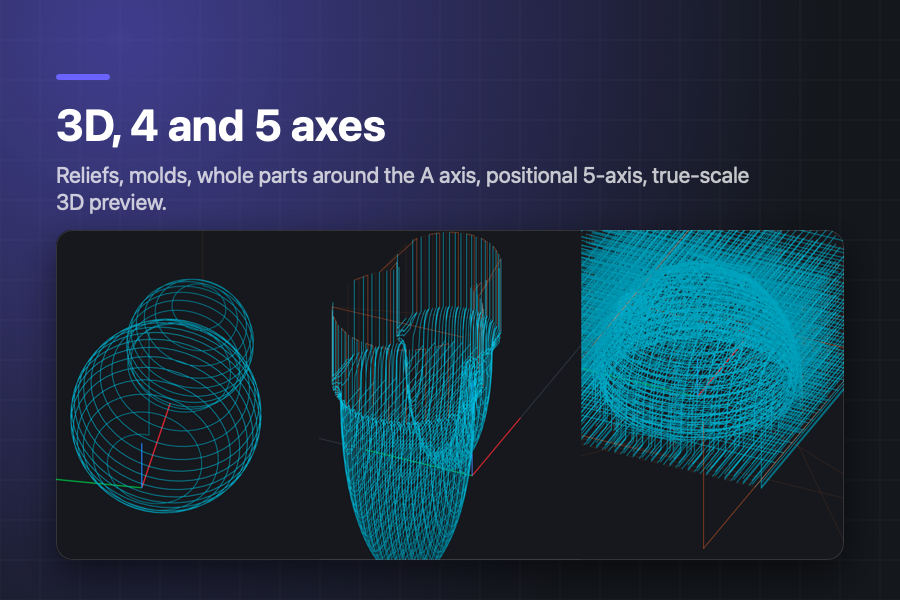 3D, 4 and 5 axes
Reliefs, molds, whole parts around the A axis, positional 5-axis, true-scale
3D preview.